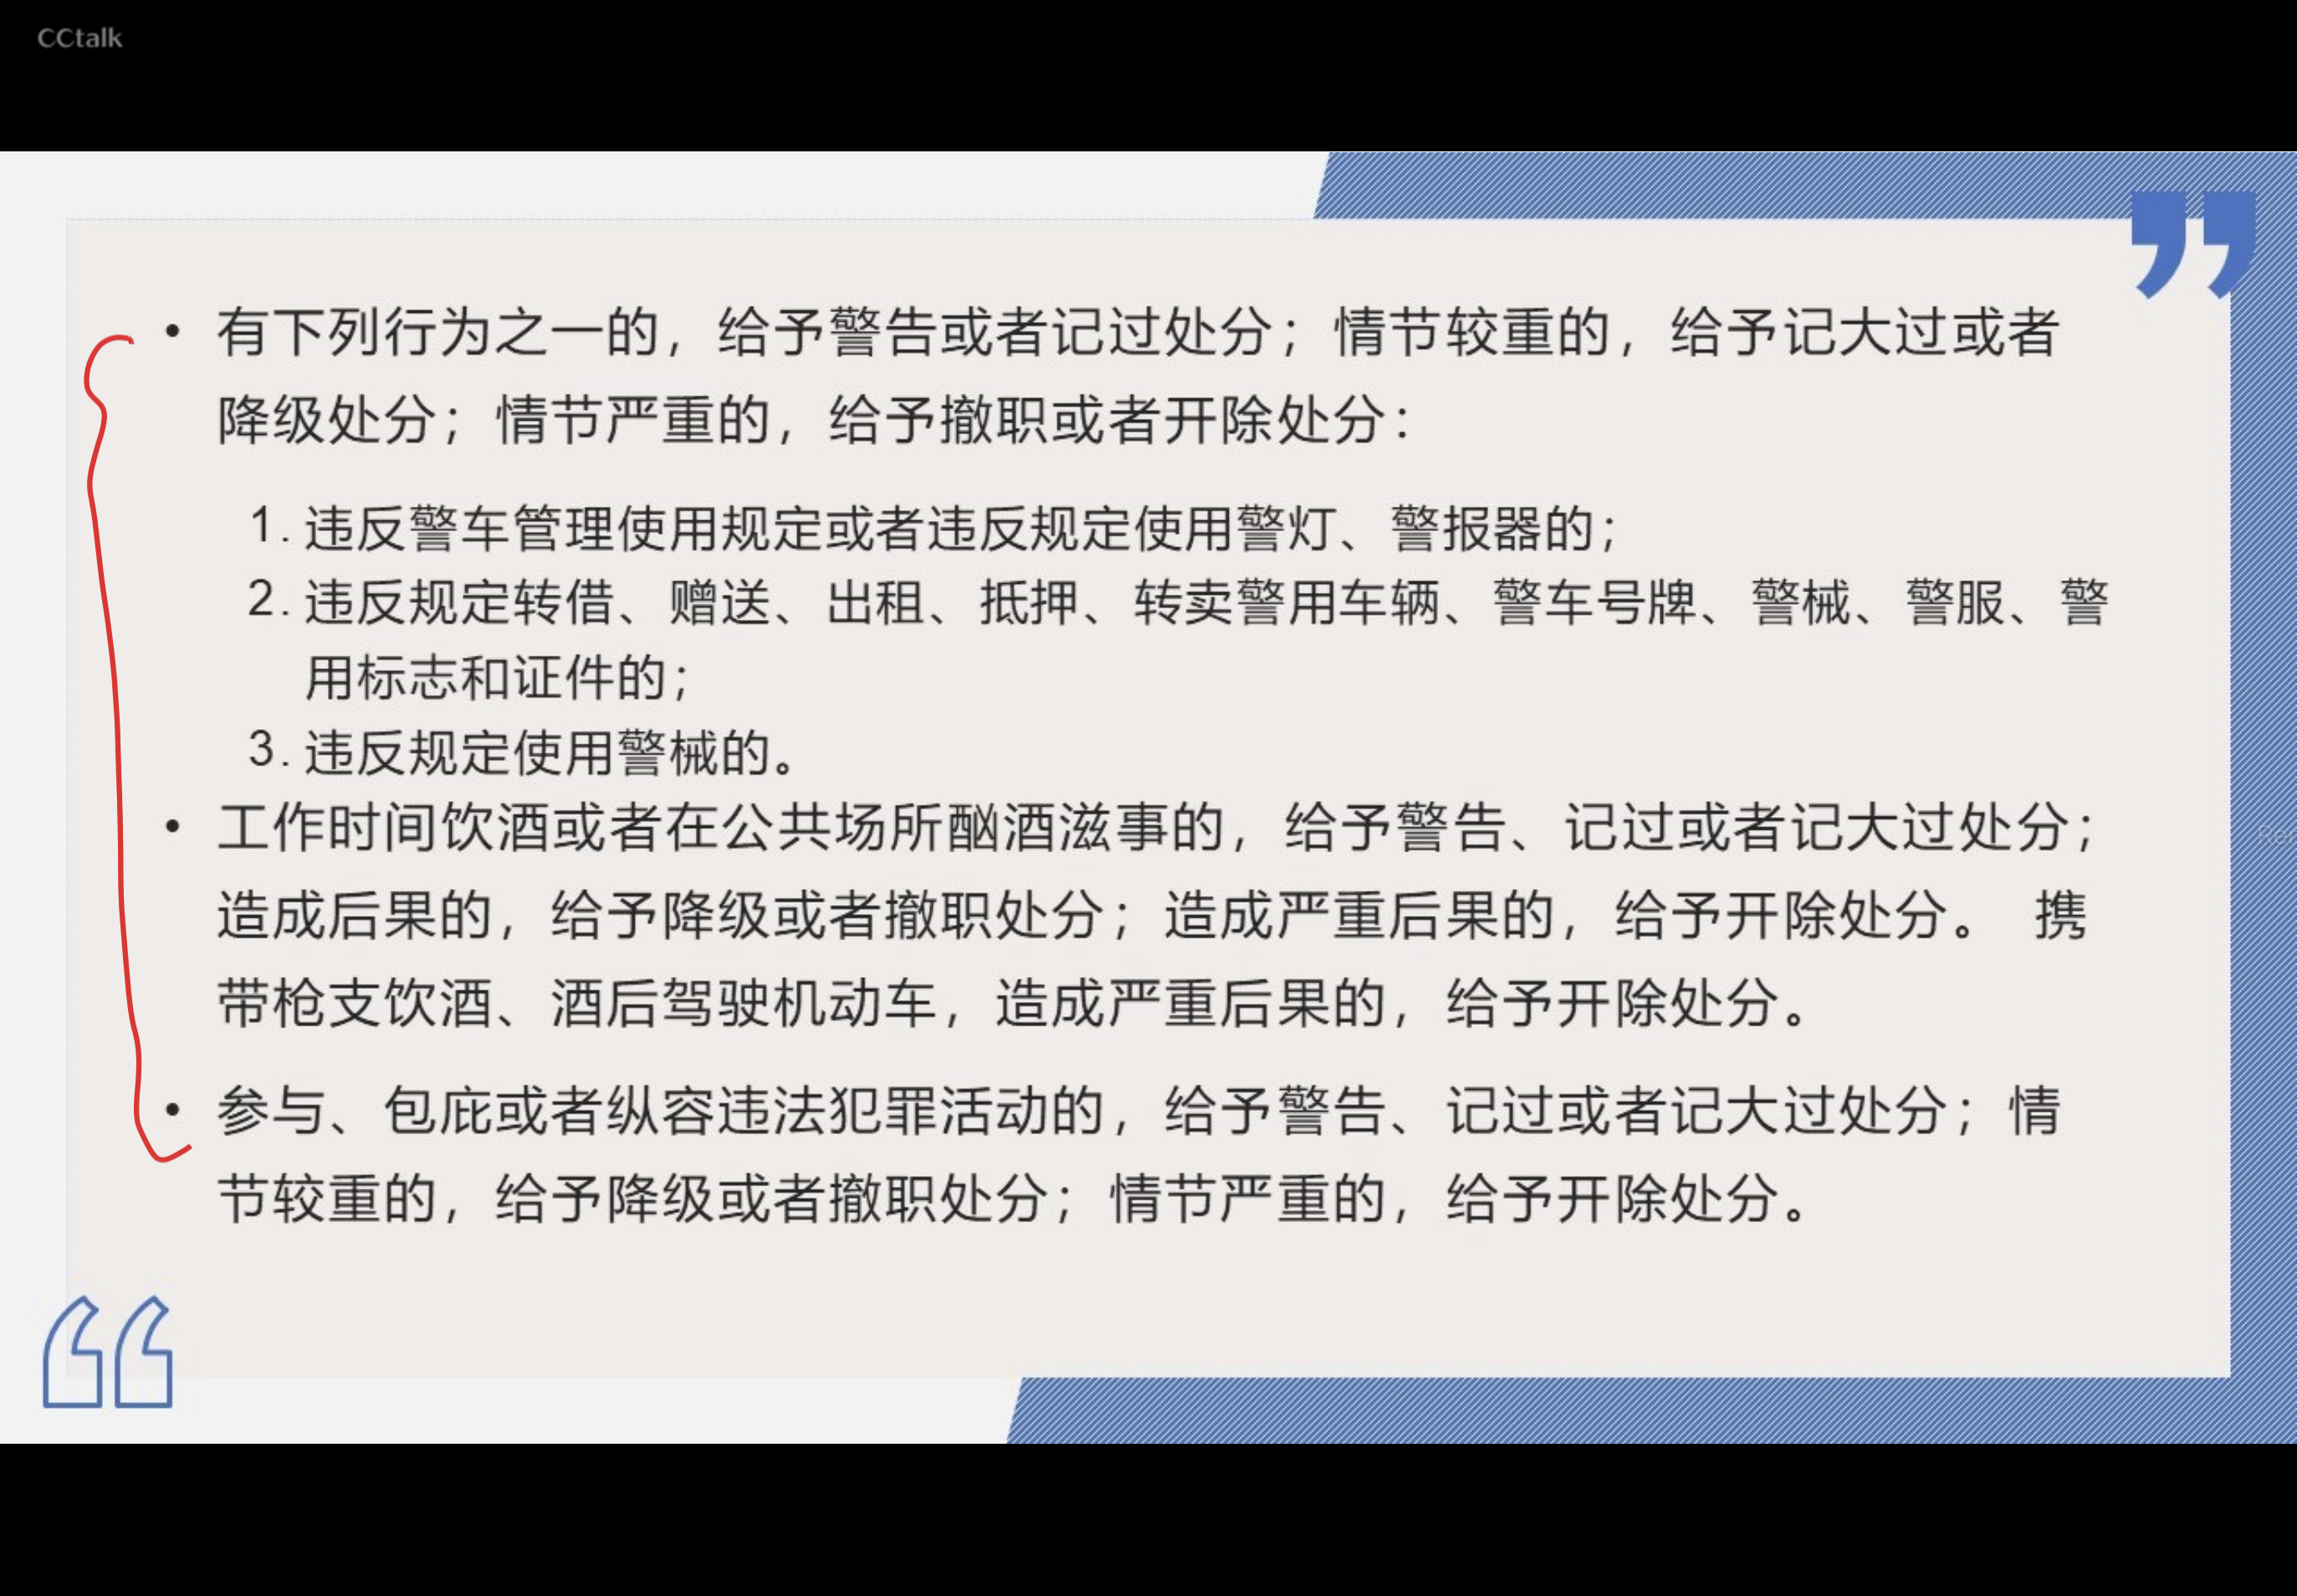 CCtalk
• 有下列行为之一的，给予警告或者记过处分；情节较重的，给予记大过或者
降级处分；情节严重的，给予撤职或者开除处分：
1. 违反警车管理使用规定或者违反规定使用警灯、警报器的；
2. 违反规定转借、赠送、出租、抵押、转卖警用车辆、警车号牌、警械、警服、警
用标志和证件的；
3. 违反规定使用警械的。
• 工作时间饮酒或者在公共场所酗酒滋事的，给予警告、记过或者记大过处分；
造成后果的，给予降级或者撤职处分；造成严重后果的，给予开除处分。 携
带枪支饮酒、酒后驾驶机动车，造成严重后果的，给予开除处分。
• 参与、包庇或者纵容违法犯罪活动的，给予警告、记过或者记大过处分；情
节较重的，给予降级或者撤职处分；情节严重的，给予开除处分。